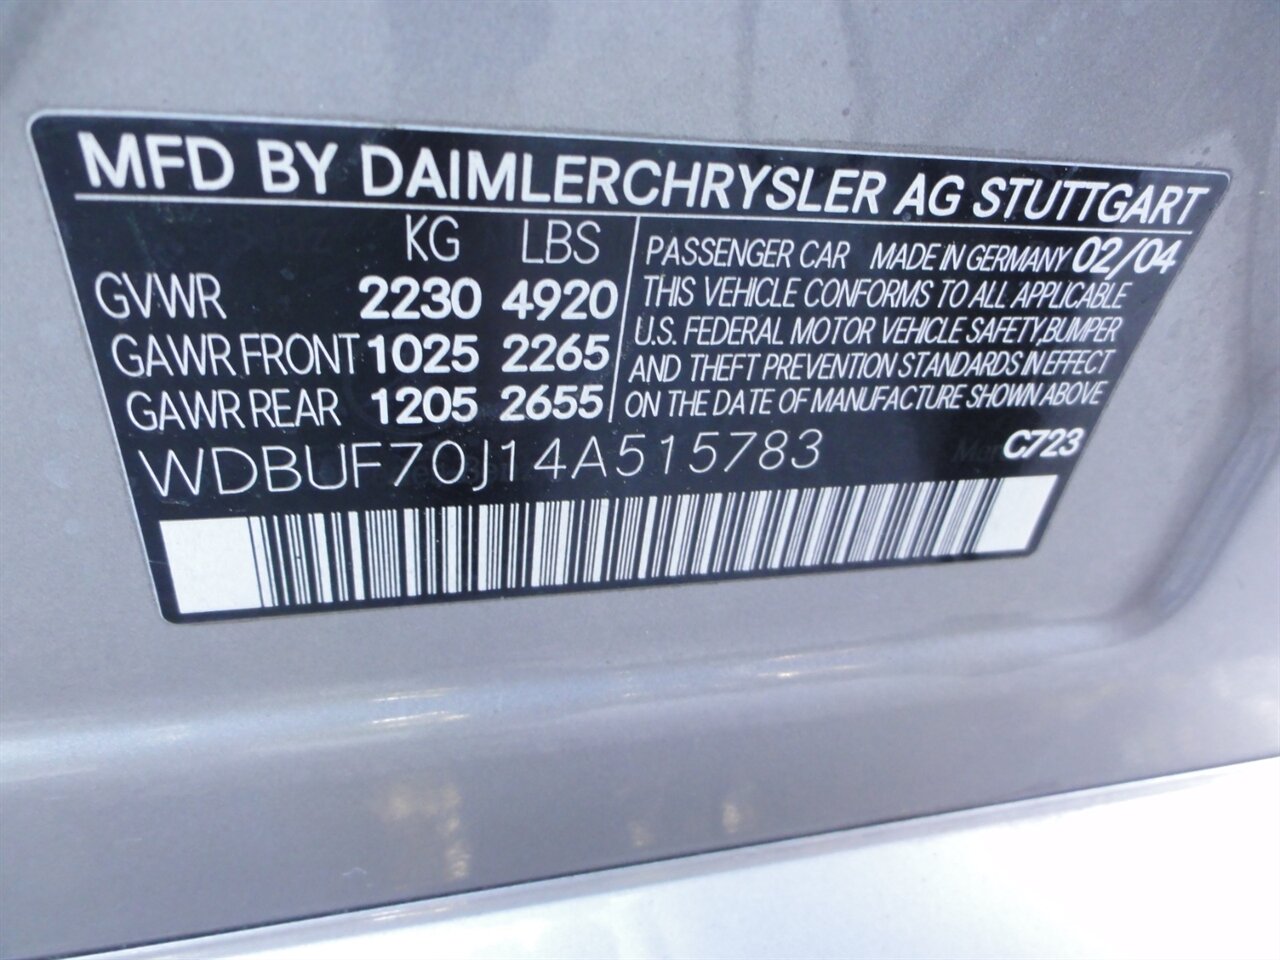 MFD BY DAIMLERCHRYSLER AG STUTTGART
KG LBS
GVWR 2230 4920
GAWR FRONT 1025 2265
GAWR REAR 1205 2655
PASSENGER CAR MADE IN GERMANY 02/04
THIS VEHICLE CONFORMS TO ALL APPLICABLE
U.S. FEDERAL MOTOR VEHICLE SAFETY,BUMPER
AND THEFT PREVENTION STANDARDS IN EFFECT
ON THE DATE OF MANUFACTURE SHOWN ABOVE
WDBUF70J14A515783
C723